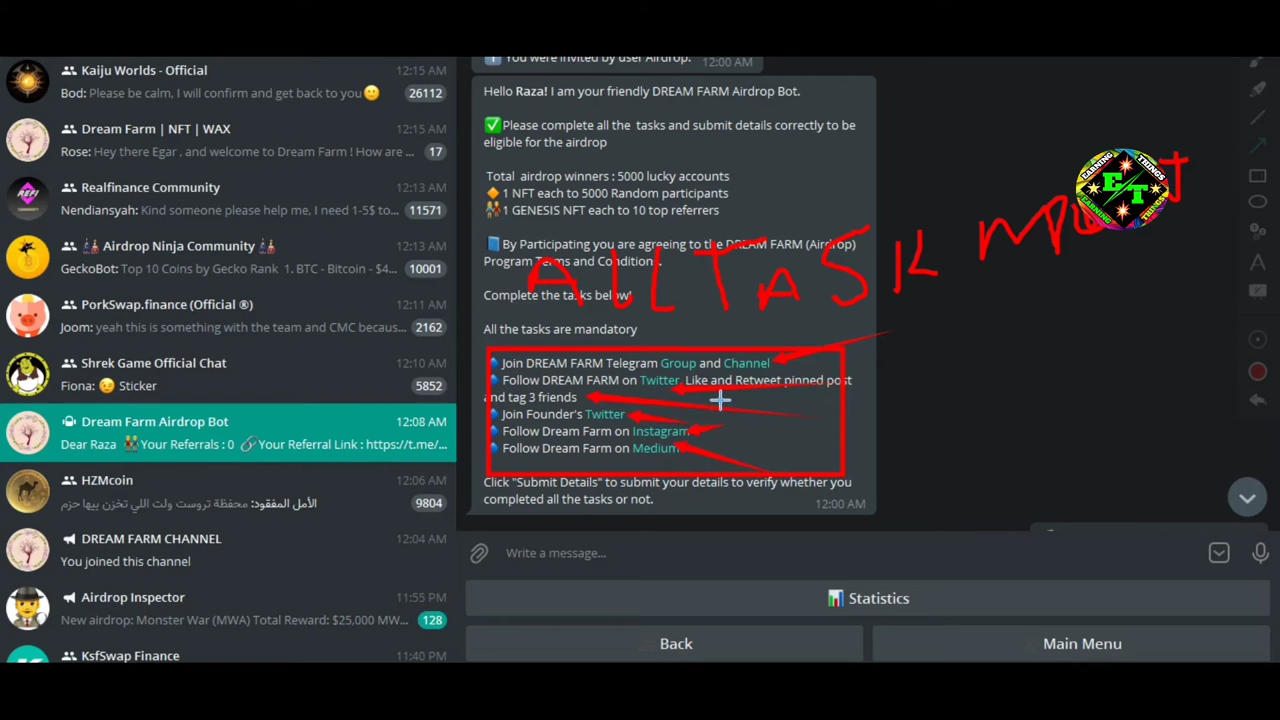 Kaiju Worlds - Official 12:15 AM
Bod: Please be calm, I will confirm and get back to you🙂 26112
Dream Farm | NFT | WAX 12:15 AM
Rose: Hey there Egar , and welcome to Dream Farm ! How are ... 17
Realfinance Community 12:13 AM
Nendiansyah: Kind someone please help me, I need 1-5$ to ... 11571
Airdrop Ninja Community 12:13 AM
GeckoBot: Top 10 Coins by Gecko Rank 1. BTC - Bitcoin - $4... 10001
PorkSwap.finance (Official ®) 12:13 AM
Joom: yeah this is something with the team and CMC becaus... 2162
Shrek Game Official Chat 12:10 AM
Fiona: 😉 Sticker 5852
Dream Farm Airdrop Bot 12:08 AM
Dear Raza 👫Your Referrals : 0 🔗Your Referral Link : https://t.me/...
HZMcoin 12:06 AM
الأمل المفقود: محفظة تروست ولت اللي تخزن بيها حزم 9804
DREAM FARM CHANNEL 12:04 AM
You joined this channel
Airdrop Inspector 11:55 PM
New airdrop: Monster War (MWA) Total Reward: $25,000 MW... 128
KsfSwap Finance 11:40 PM
You were invited by user Airdrop. 12:00 AM
Hello Raza! I am your friendly DREAM FARM Airdrop Bot.
✅Please complete all the tasks and submit details correctly to be
eligible for the airdrop
Total airdrop winners : 5000 lucky accounts
🔶 1 NFT each to 5000 Random participants
👫 1 GENESIS NFT each to 10 top referrers
📘 By Participating you are agreeing to the DREAM FARM (Airdrop)
Program Terms and Conditions.
Complete the tasks below!
All the tasks are mandatory
🔹 Join DREAM FARM Telegram Group and Channel
🔹 Follow DREAM FARM on Twitter. Like and Retweet pinned post
and tag 3 friends
🔹 Join Founder's Twitter
🔹 Follow Dream Farm on Instagram
🔹 Follow Dream Farm on Medium
Click "Submit Details" to submit your details to verify whether you
completed all the tasks or not.
12:00 AM
ALL TASK
EARNING THINGS
ET
EARNING THINGS
Write a message...
📊 Statistics
Back Main Menu